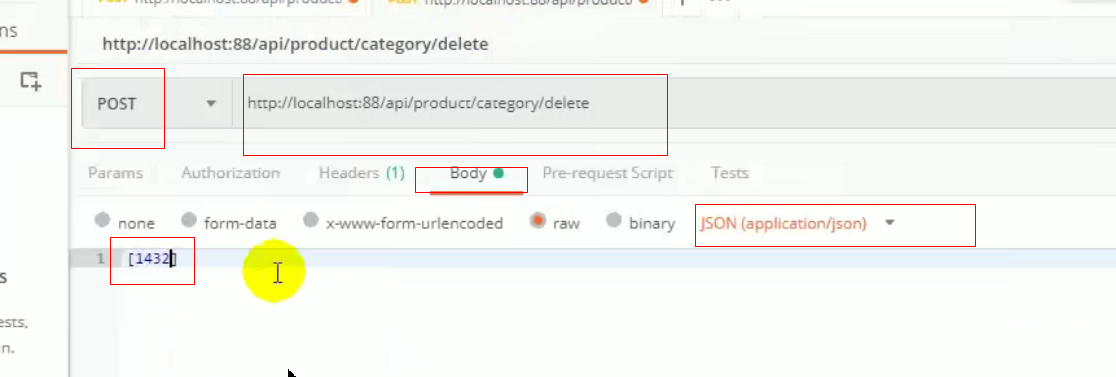 POST http://localhost:88/api/product POST http://localhost:88/api/product + ...
ns
http://localhost:88/api/product/category/delete
POST http://localhost:88/api/product/category/delete
Params Authorization Headers (1) Body Pre-request Script Tests
none form-data x-www-form-urlencoded raw binary JSON (application/json)
1 [1432]
s
ests,
n.